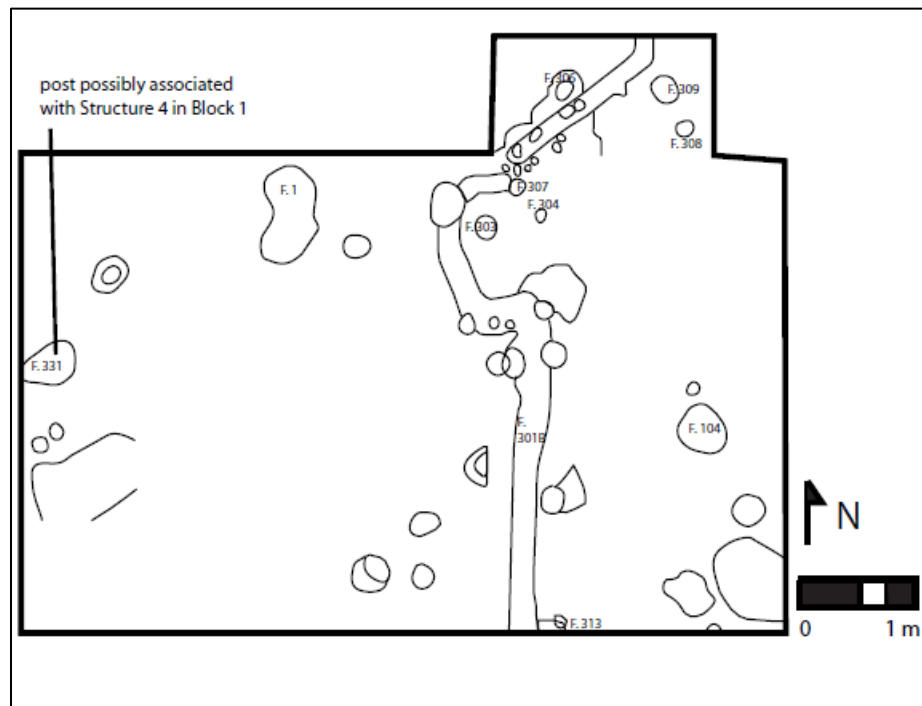 post possibly associated
with Structure 4 in Block 1
F. 306
F. 309
F. 308
F. 1
F. 307
F. 304
F. 303
F. 331
F.
301B
F. 104
N
F. 313
0 1 m